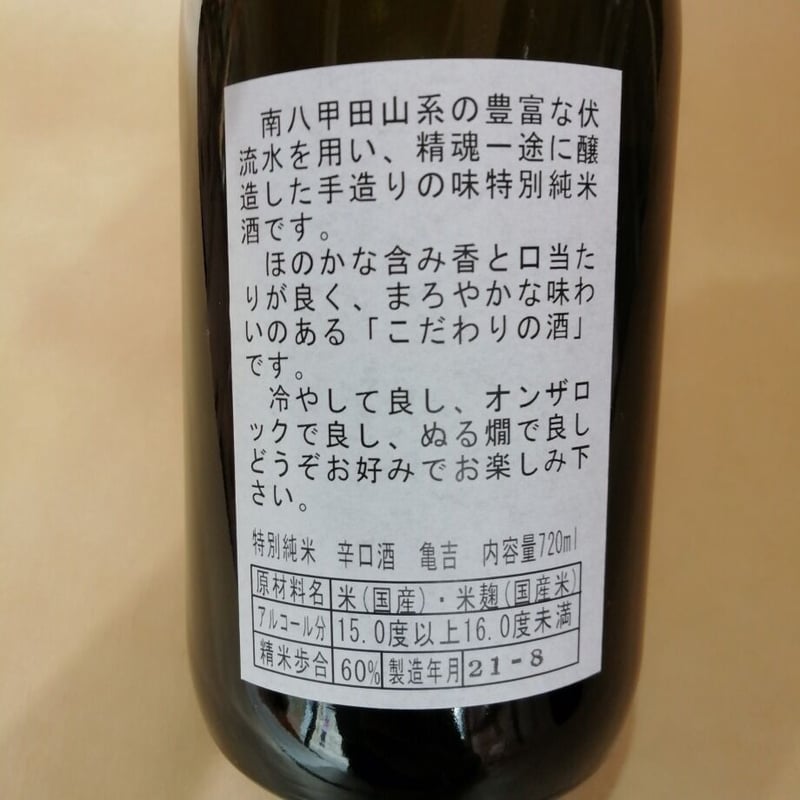 南八甲田山系の豊富な伏
流水を用い、精魂一途に醸
造した手造りの味特別純米
酒です。
ほのかな含み香と口当た
りが良く、まろやかな味わ
いのある「こだわりの酒」
です。
冷やして良し、オンザロ
ックで良し、ぬる燗で良し
どうぞお好みでお楽しみ下
さい。
特別純米 辛口酒 亀吉 内容量720ml
原材料名 米(国産)・米麹(国産米)
アルコール分 15.0度以上16.0度未満
精米歩合 60% 製造年月 21-8